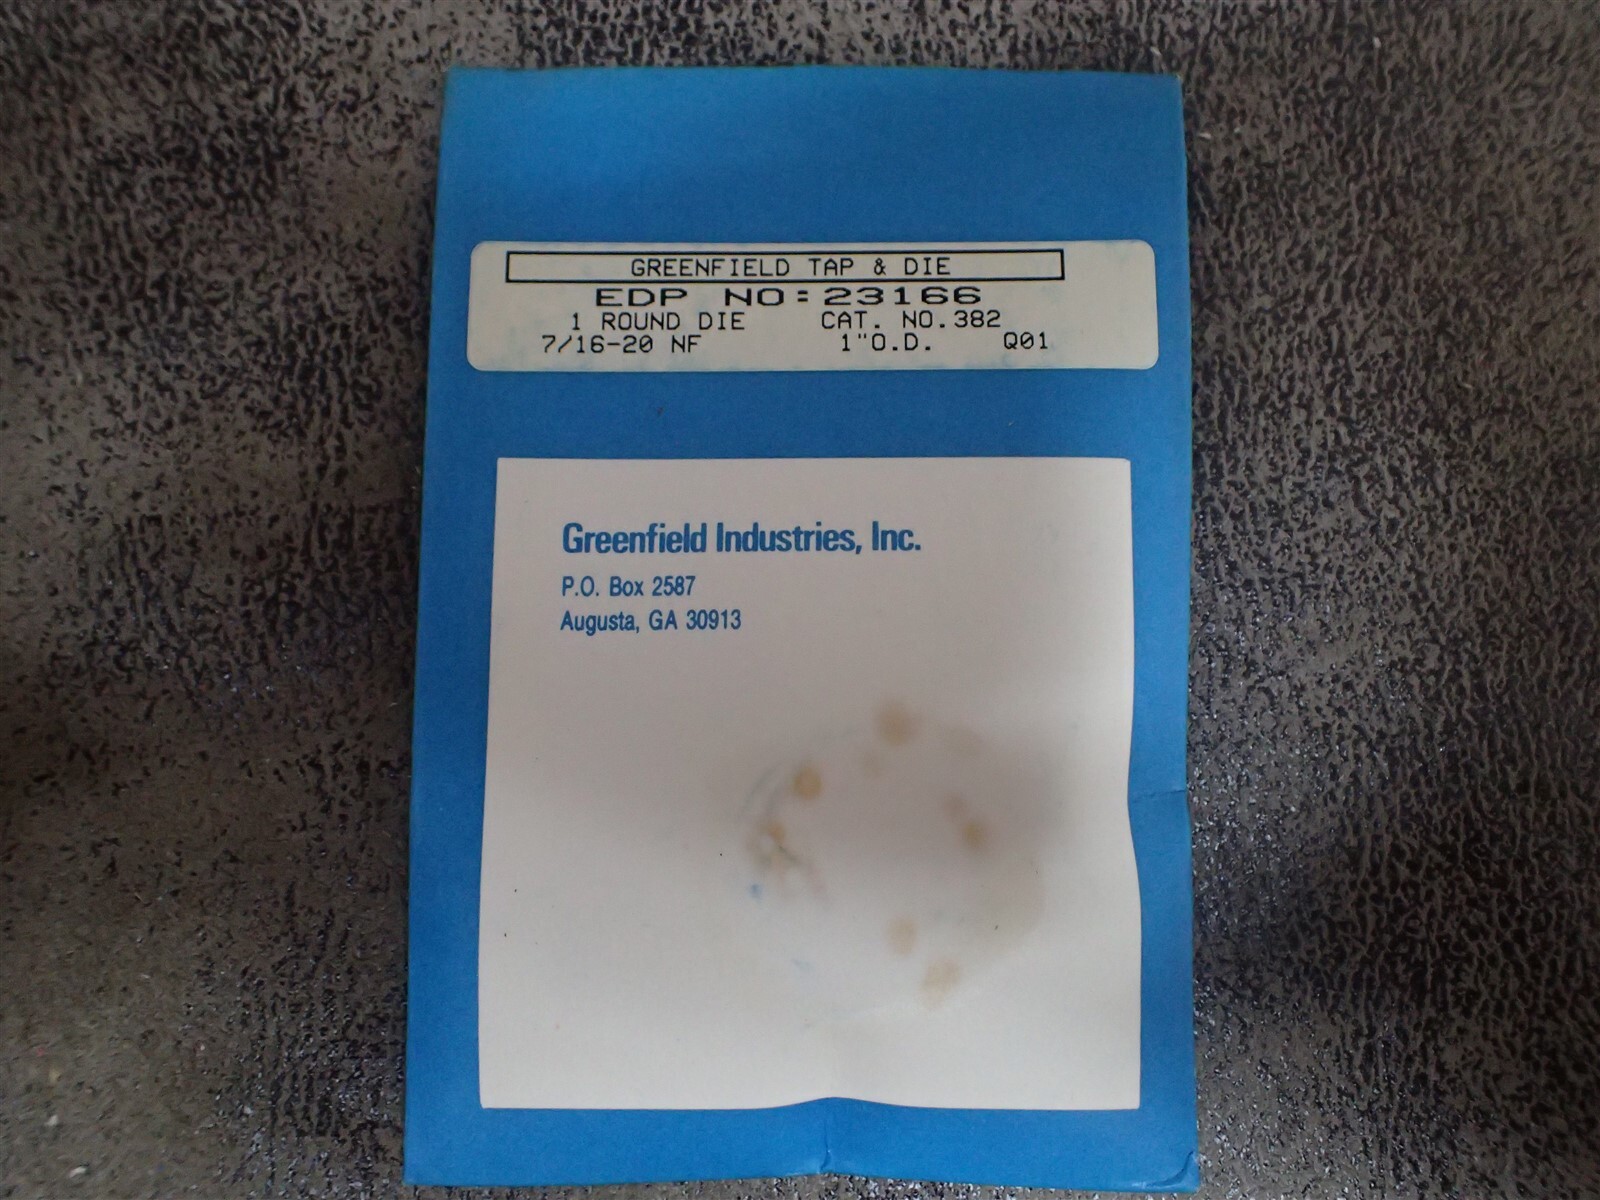 GREENFIELD TAP & DIE
EDP NO:23166
1 ROUND DIE CAT. NO.382
7/16-20 NF 1"O.D. Q01
Greenfield Industries, Inc.
P.O. Box 2587
Augusta, GA 30913